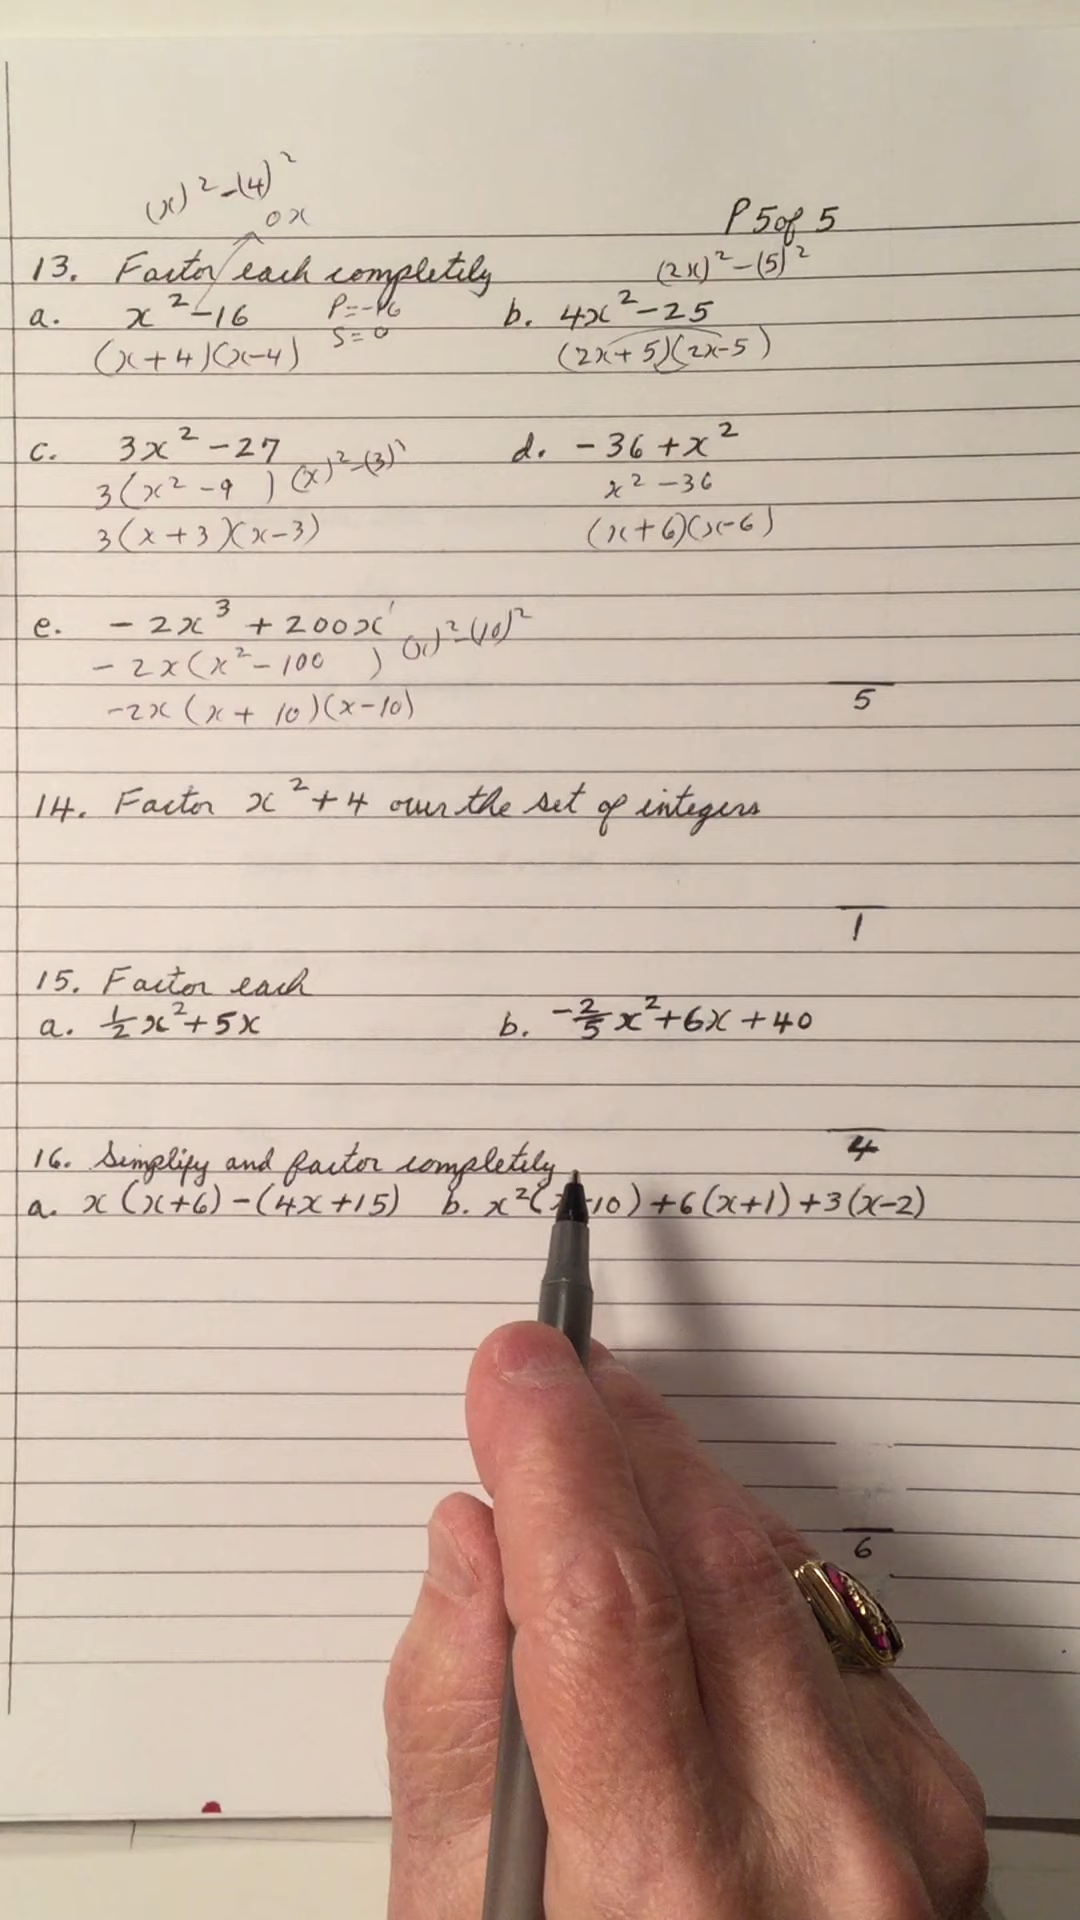 (x)² -(4)²
0x
P 5 of 5
13. Factor each completely
(2x)² - (5)²
a. x² - 16 P = -16 b. 4x² - 25
S = 0
(x + 4)(x - 4) (2x + 5)(2x - 5)
c. 3x² - 27 d. - 36 + x²
3(x² - 9 ) (x)² - (3)² x² - 36
3(x + 3)(x - 3) (x + 6)(x - 6)
e. - 2x³ + 200x¹
- 2x(x² - 100 ) (x)² - (10)²
-2x (x + 10)(x - 10)
5
14. Factor x² + 4 over the set of integers
1
15. Factor each
a. ½x² + 5x b. -⅖x² + 6x + 40
4
16. Simplify and factor completely
a. x (x+6) - (4x + 15) b. x²( 10) + 6(x+1) + 3(x-2)
6